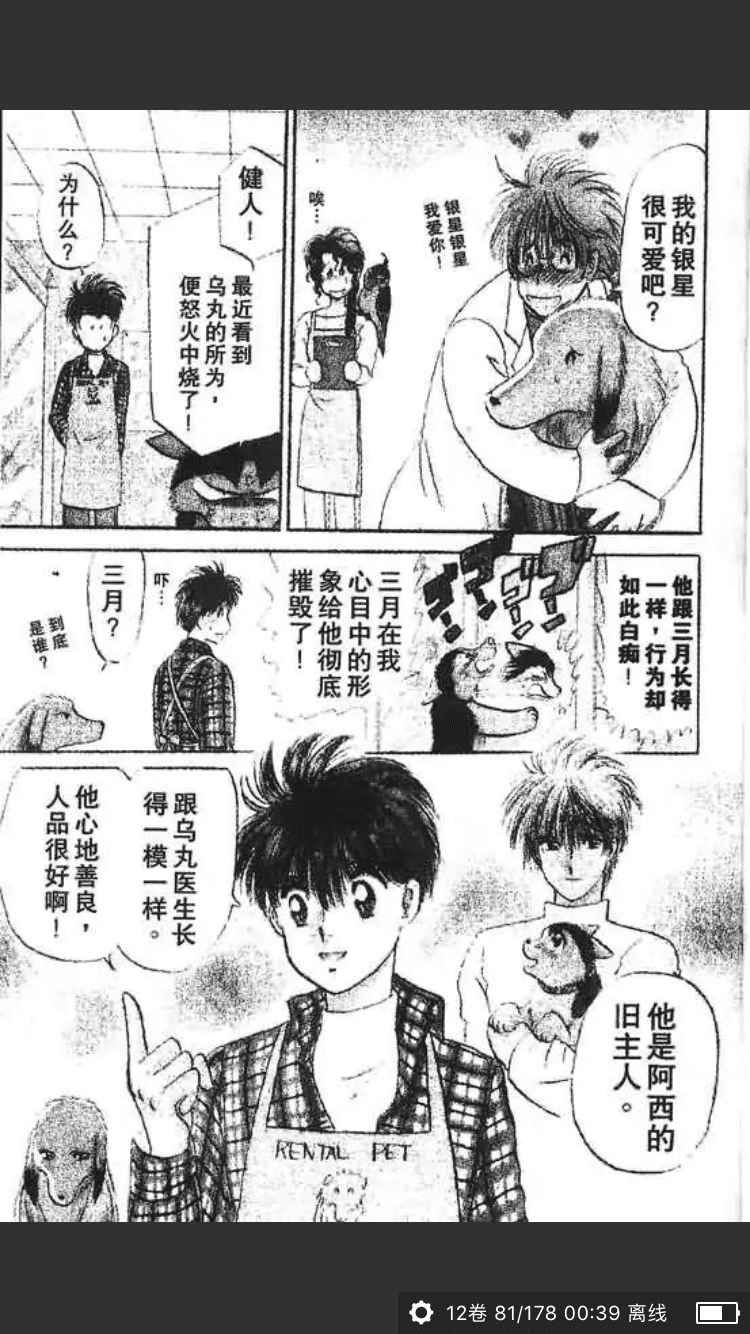 我的银星
很可爱吧？
银星银星
我爱你！
唉…
健人！
最近看到
乌丸的所为，
便怒火中烧了！
为什么？
他跟三月长得
一样，行为却
如此白痴！
三月在我
心目中的形
象给他彻底
摧毁了！
吓…
三月？
到底
是谁？
他是阿西的
旧主人。
跟乌丸医生长
得一模一样。
他心地善良，
人品很好啊！
RENTAL PET
12卷 81/178 00:39 离线